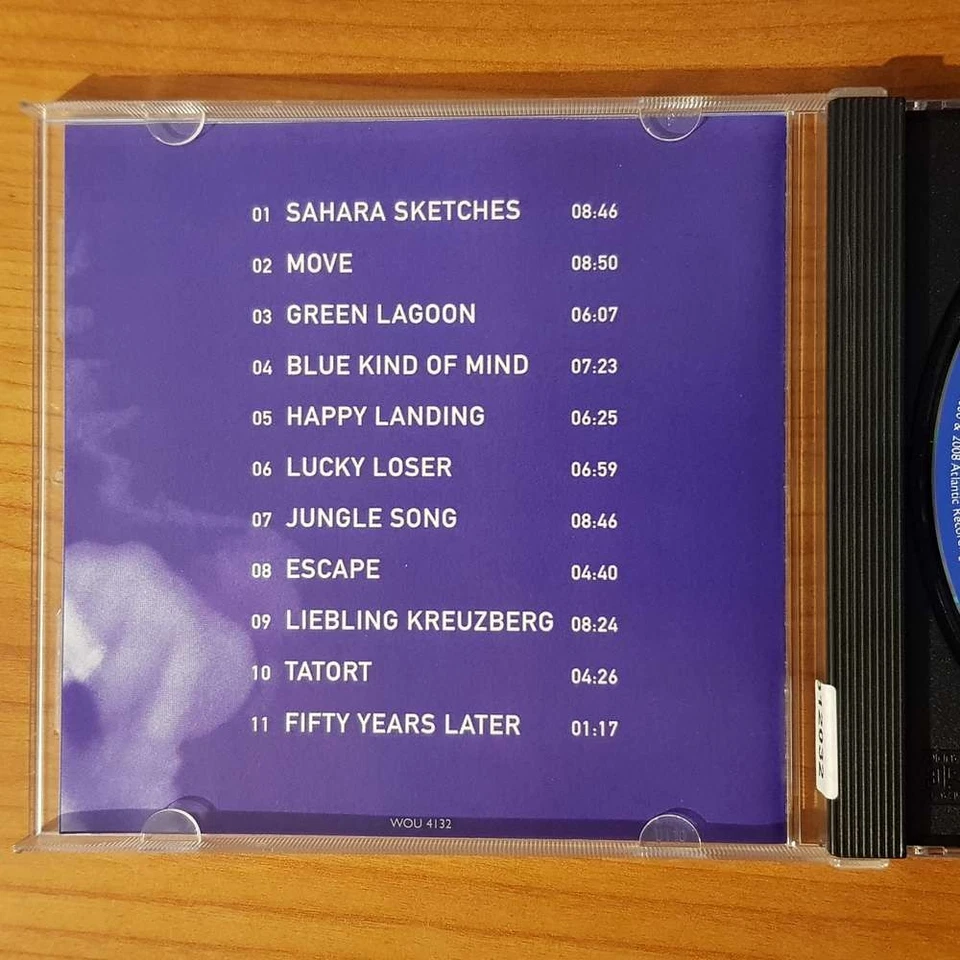 01 SAHARA SKETCHES 08:46
02 MOVE 08:50
03 GREEN LAGOON 06:07
04 BLUE KIND OF MIND 07:23
05 HAPPY LANDING 06:25
06 LUCKY LOSER 06:59
07 JUNGLE SONG 08:46
08 ESCAPE 04:40
09 LIEBLING KREUZBERG 08:24
10 TATORT 04:26
11 FIFTY YEARS LATER 01:17
WOU 4132
12032
& 2008 Atlantic